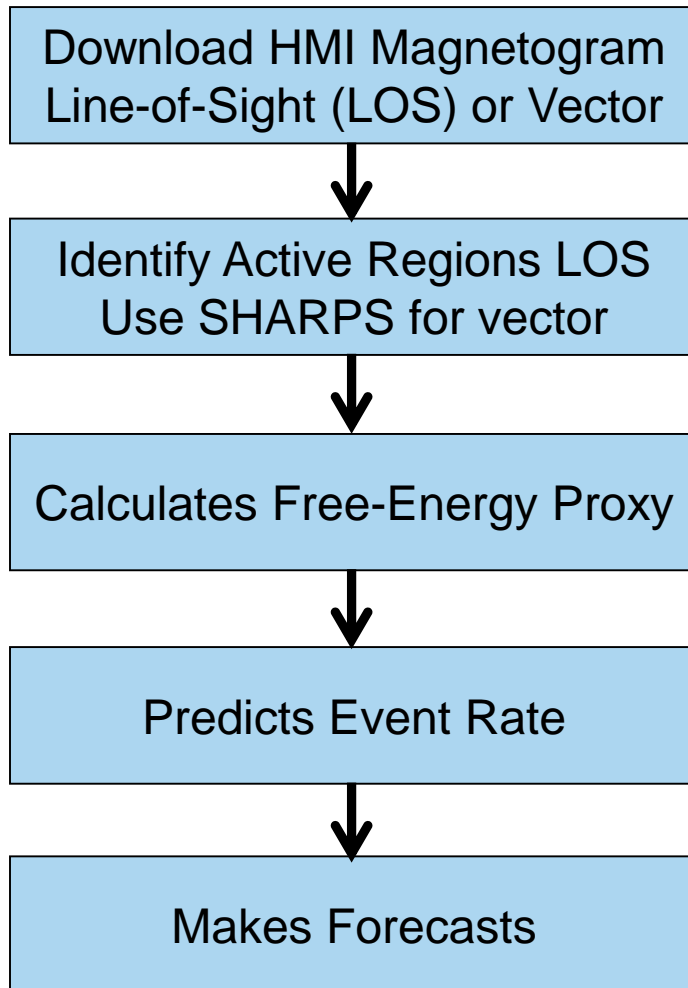 Download HMI Magnetogram
Line-of-Sight (LOS) or Vector
Identify Active Regions LOS
Use SHARPS for vector
Calculates Free-Energy Proxy
Predicts Event Rate
Makes Forecasts